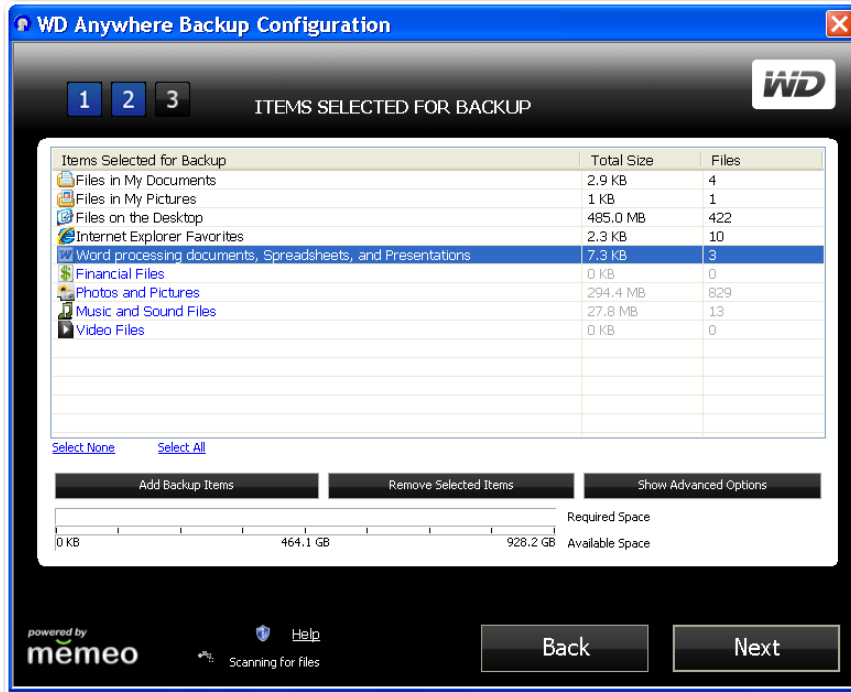 WD Anywhere Backup Configuration
WD
1 2 3 ITEMS SELECTED FOR BACKUP
Items Selected for Backup Total Size Files
Files in My Documents 2.9 KB 4
Files in My Pictures 1 KB 1
Files on the Desktop 485.0 MB 422
Internet Explorer Favorites 2.3 KB 10
Word processing documents, Spreadsheets, and Presentations 7.3 KB 3
Financial Files 0 KB 0
Photos and Pictures 294.4 MB 829
Music and Sound Files 27.8 MB 13
Video Files 0 KB 0
Select None Select All
Add Backup Items Remove Selected Items Show Advanced Options
Required Space
0 KB 464.1 GB 928.2 GB Available Space
powered by
memeo
Help
Scanning for files
Back Next